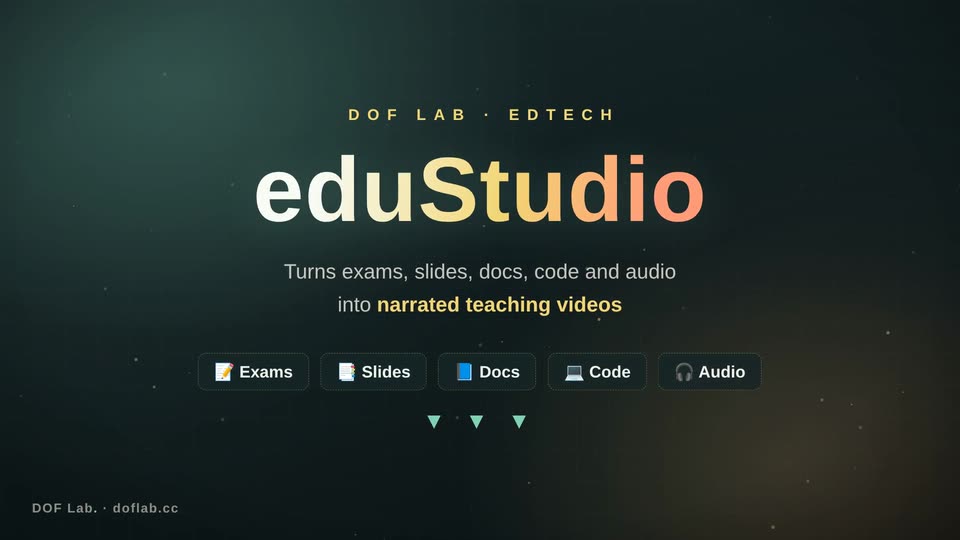 DOF LAB · EDTECH
eduStudio
Turns exams, slides, docs, code and audio
into narrated teaching videos
Exams Slides Docs Code Audio
DOF Lab. · doflab.cc